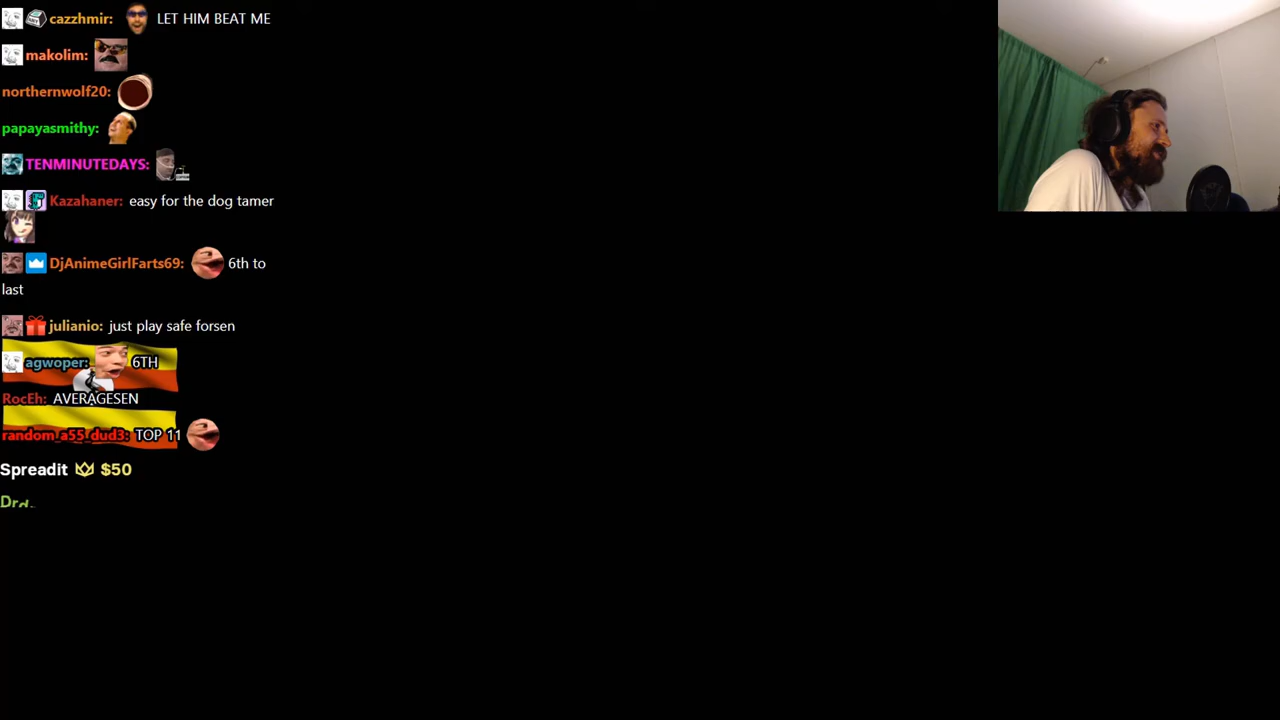 cazzhmir: LET HIM BEAT ME
makolim:
northernwolf20:
papayasmithy:
TENMINUTEDAYS:
Kazahaner: easy for the dog tamer
DjAnimeGirlFarts69: 6th to
last
julianio: just play safe forsen
agwoper: 6TH
RocEh: AVERAGESEN
random_a55_dud3: TOP 11
Spreadit $50